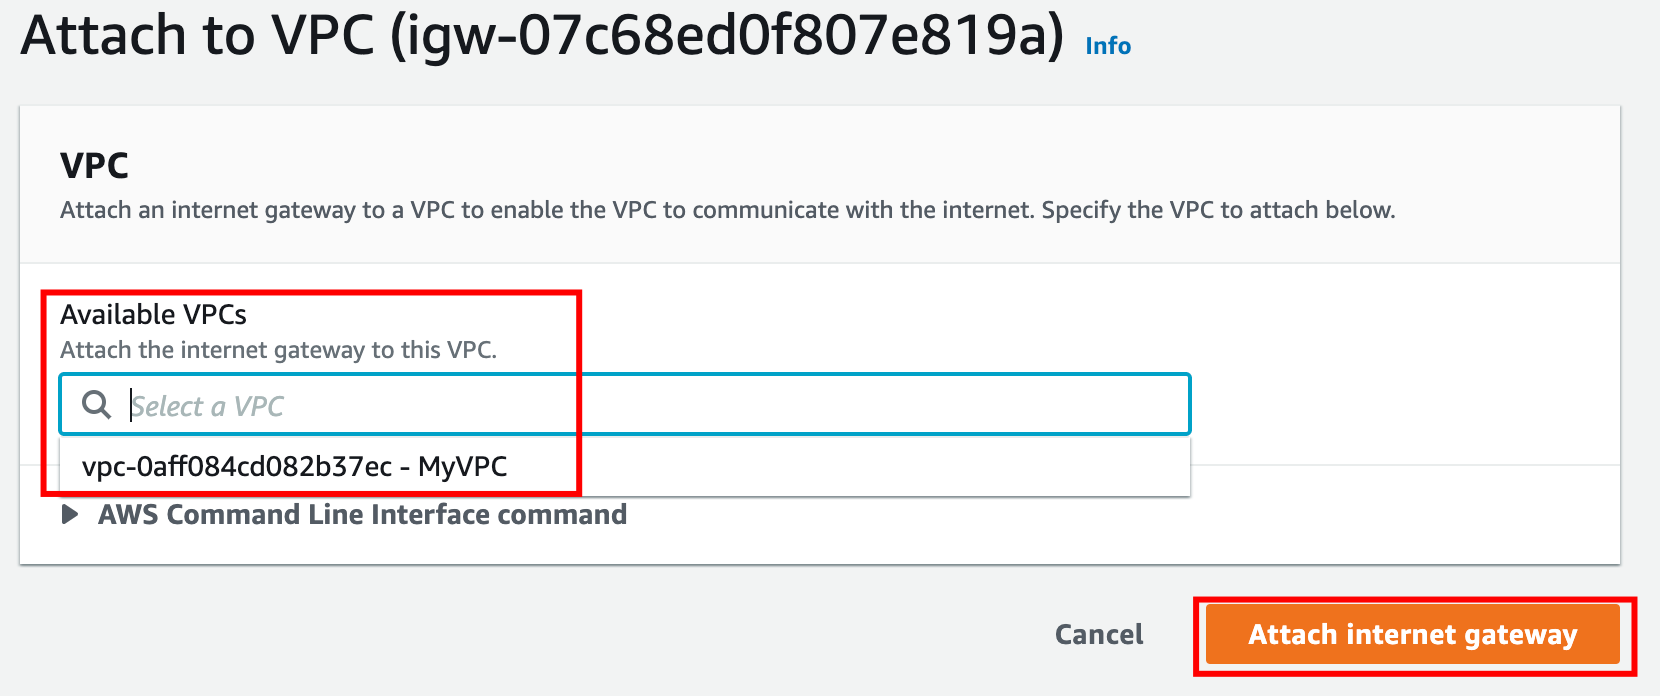 Attach to VPC (igw-07c68ed0f807e819a) Info
VPC
Attach an internet gateway to a VPC to enable the VPC to communicate with the internet. Specify the VPC to attach below.
Available VPCs
Attach the internet gateway to this VPC.
Select a VPC
vpc-0aff084cd082b37ec - MyVPC
AWS Command Line Interface command
Cancel
Attach internet gateway